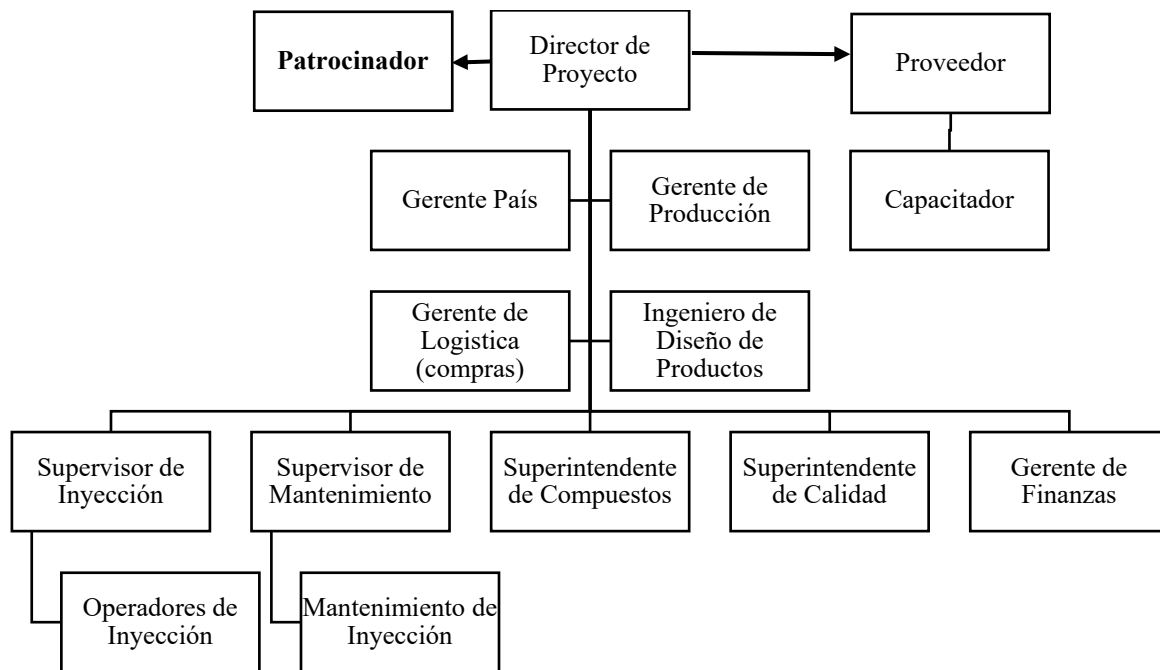 Patrocinador
Director de
Proyecto
Proveedor
Gerente País
Gerente de
Producción
Capacitador
Gerente de
Logistica
(compras)
Ingeniero de
Diseño de
Productos
Supervisor de
Inyección
Supervisor de
Mantenimiento
Superintendente
de Compuestos
Superintendente
de Calidad
Gerente de
Finanzas
Operadores de
Inyección
Mantenimiento de
Inyección